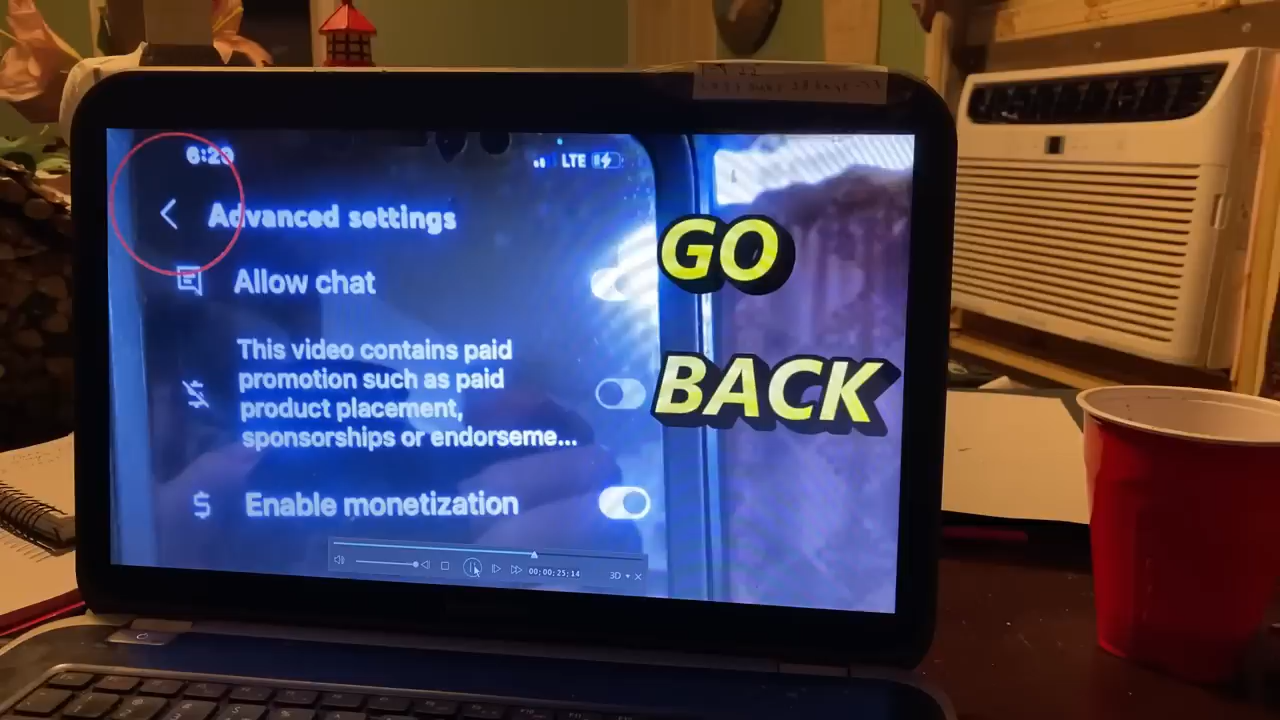 6:29
LTE
Advanced settings
Allow chat
This video contains paid
promotion such as paid
product placement,
sponsorships or endorseme...
$ Enable monetization
GO
BACK
00;00;25;14
3D